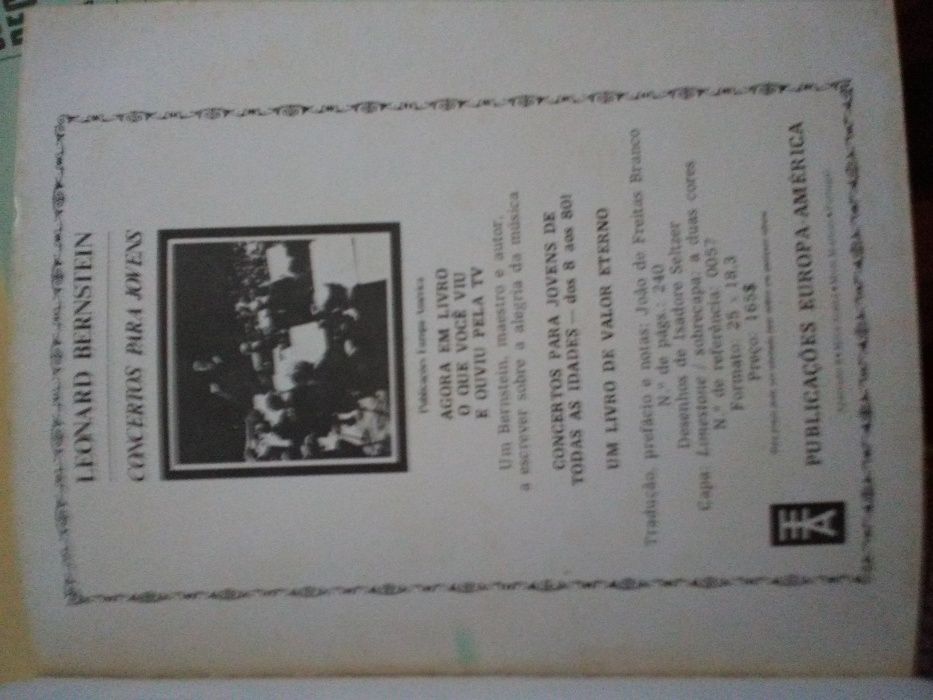 LEONARD BERNSTEIN
CONCERTOS PARA JOVENS
Publicações Europa-América
AGORA EM LIVRO
O QUE VOCÊ VIU
E OUVIU PELA TV
Um Bernstein, maestro e autor,
a escrever sobre a alegria da música
CONCERTOS PARA JOVENS DE
TODAS AS IDADES — dos 8 aos 80!
UM LIVRO DE VALOR ETERNO
Tradução, prefácio e notas: João de Freitas Branco
N.º de págs.: 240
Desenhos de Isadore Seltzer
Capa: Lonestone / sobrecapa: a duas cores
N.º de referência: 0057
Formato: 25 x 18,3
Preço: 165$
PUBLICAÇÕES EUROPA-AMÉRICA